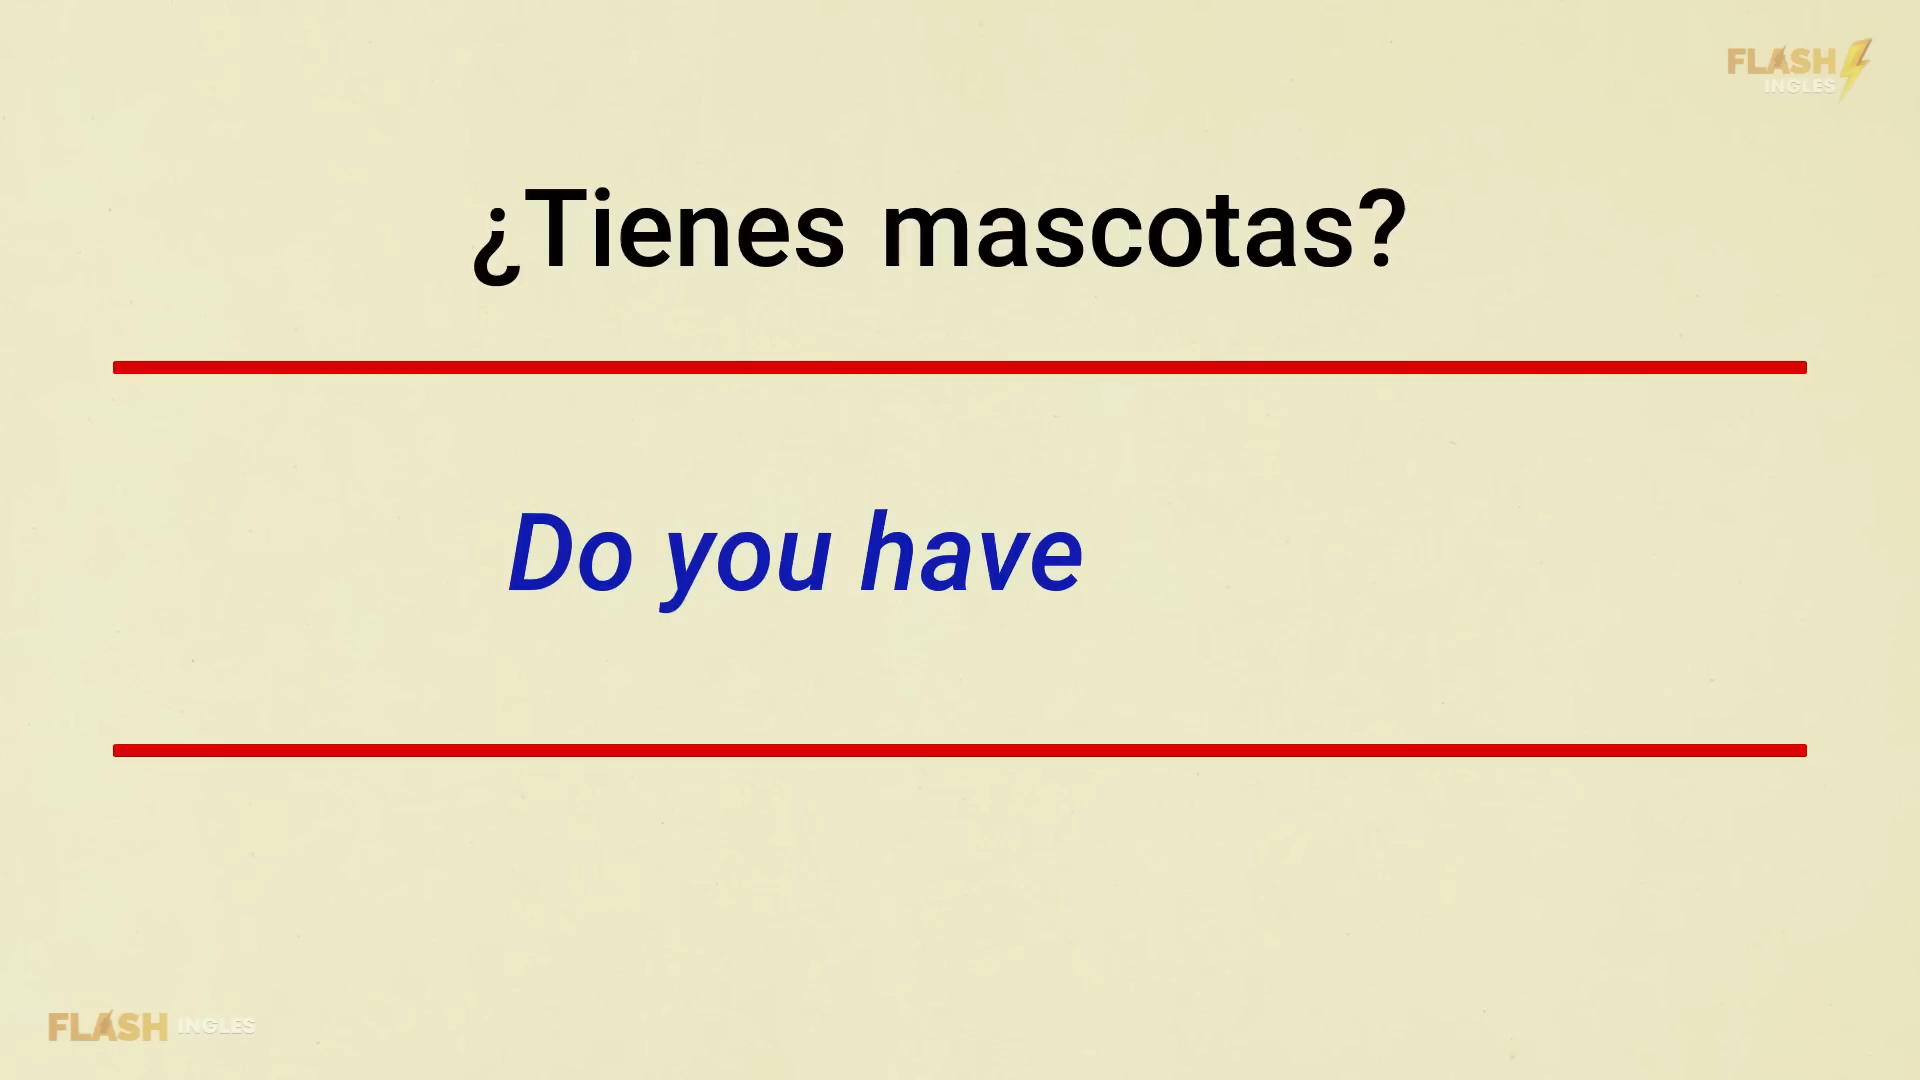 FLASH
INGLES
¿Tienes mascotas?
Do you have
FLASH INGLES